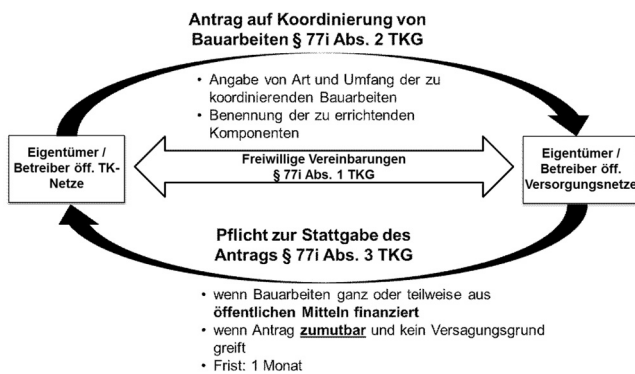 Antrag auf Koordinierung von
Bauarbeiten § 77i Abs. 2 TKG
• Angabe von Art und Umfang der zu
koordinierenden Bauarbeiten
• Benennung der zu errichtenden
Komponenten
Eigentümer /
Betreiber öff. TK-
Netze
Freiwillige Vereinbarungen
§ 77i Abs. 1 TKG
Eigentümer /
Betreiber öff.
Versorgungsnetze
Pflicht zur Stattgabe des
Antrags § 77i Abs. 3 TKG
• wenn Bauarbeiten ganz oder teilweise aus
öffentlichen Mitteln finanziert
• wenn Antrag zumutbar und kein Versagungsgrund
greift
• Frist: 1 Monat